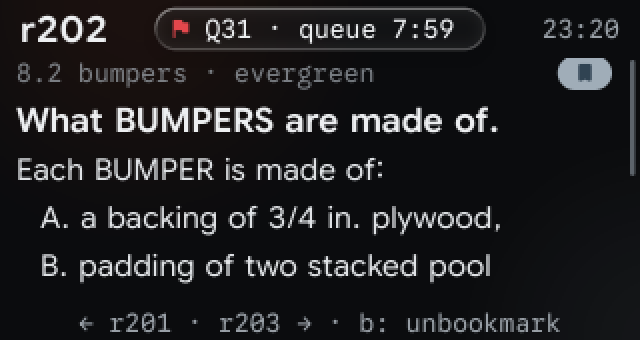 r202
Q31 · queue 7:59
23:20
8.2 bumpers · evergreen
What BUMPERS are made of.
Each BUMPER is made of:
A. a backing of 3/4 in. plywood,
B. padding of two stacked pool
← r201 · r203 → · b: unbookmark